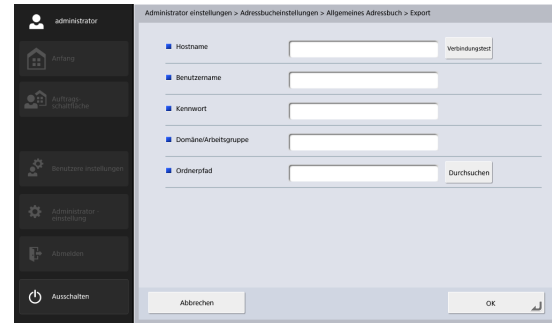 administrator
Anfang
Auftrags-
schaltfläche
Benutzere instellungen
Administrator-
einstellung
Abmelden
Ausschalten
Administrator einstellungen > Adressbucheinstellungen > Allgemeines Adressbuch > Export
Hostname
Verbindungstest
Benutzername
Kennwort
Domäne/Arbeitsgruppe
Ordnerpfad
Durchsuchen
Abbrechen
OK